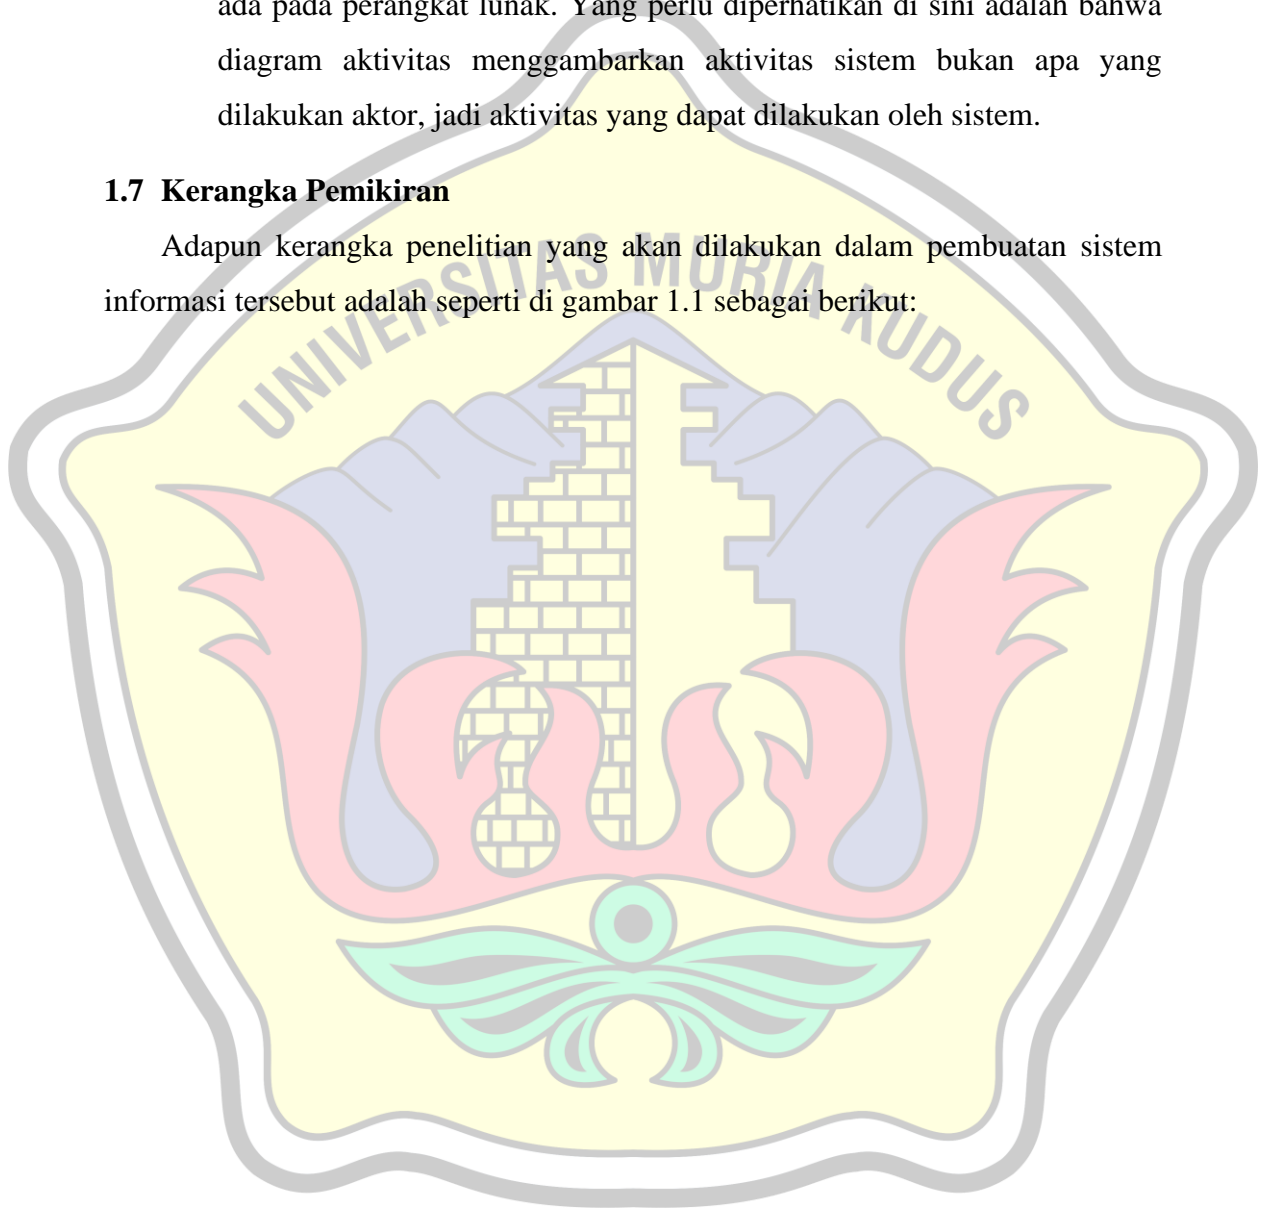 ada pada perangkat lunak. Yang perlu diperhatikan di sini adalah bahwa
diagram aktivitas menggambarkan aktivitas sistem bukan apa yang
dilakukan aktor, jadi aktivitas yang dapat dilakukan oleh sistem.
1.7 Kerangka Pemikiran
Adapun kerangka penelitian yang akan dilakukan dalam pembuatan sistem
informasi tersebut adalah seperti di gambar 1.1 sebagai berikut:
UNIVERSITAS MURIA KUDUS